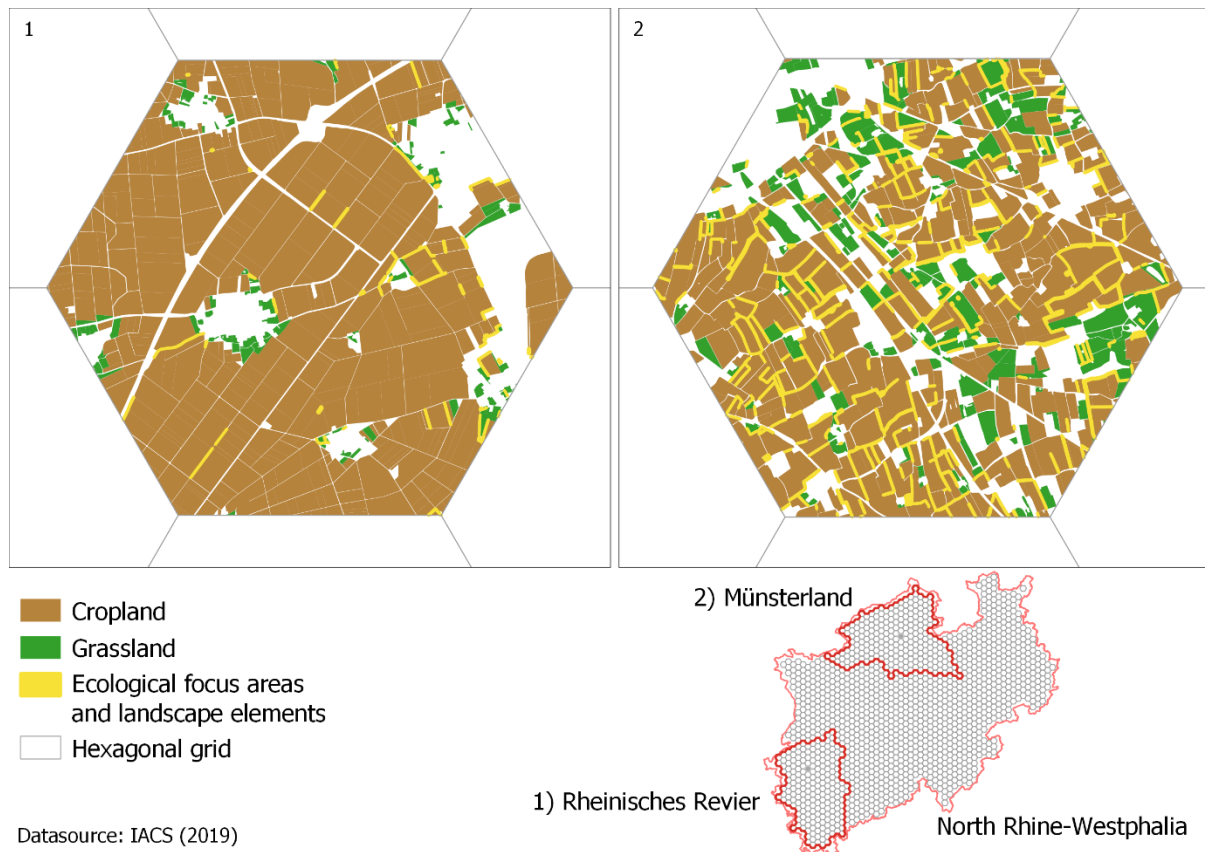 1
2
Cropland
Grassland
Ecological focus areas
and landscape elements
Hexagonal grid
Datasource: IACS (2019)
2) Münsterland
1) Rheinisches Revier
North Rhine-Westphalia